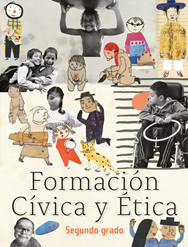 Formación
Cívica y Ética
Segundo grado